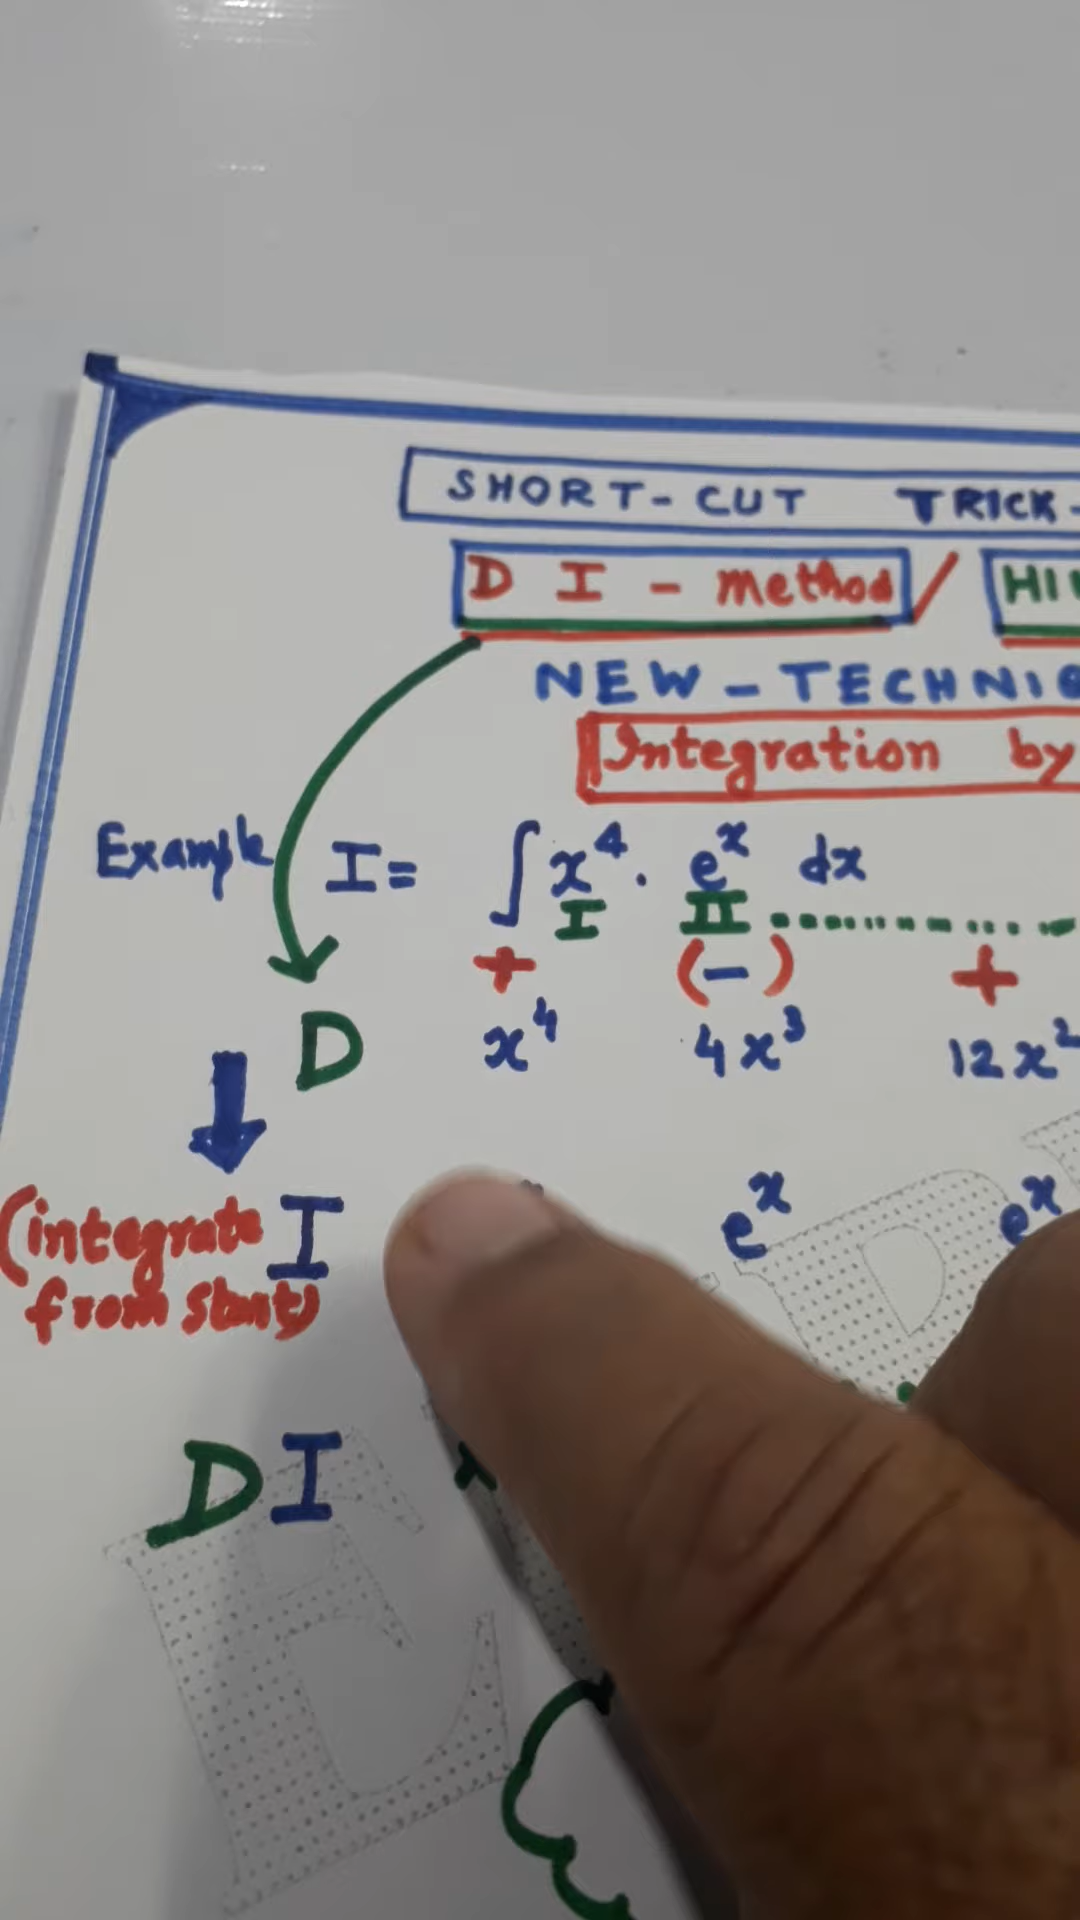 SHORT-CUT TRICK-
D I - method /
NEW-TECHNI
Integration by
Example I = ∫ x⁴ · eˣ dx
I II
+ (-) +
D x⁴ 4x³ 12x²
(integrate I eˣ eˣ
from start)
DI